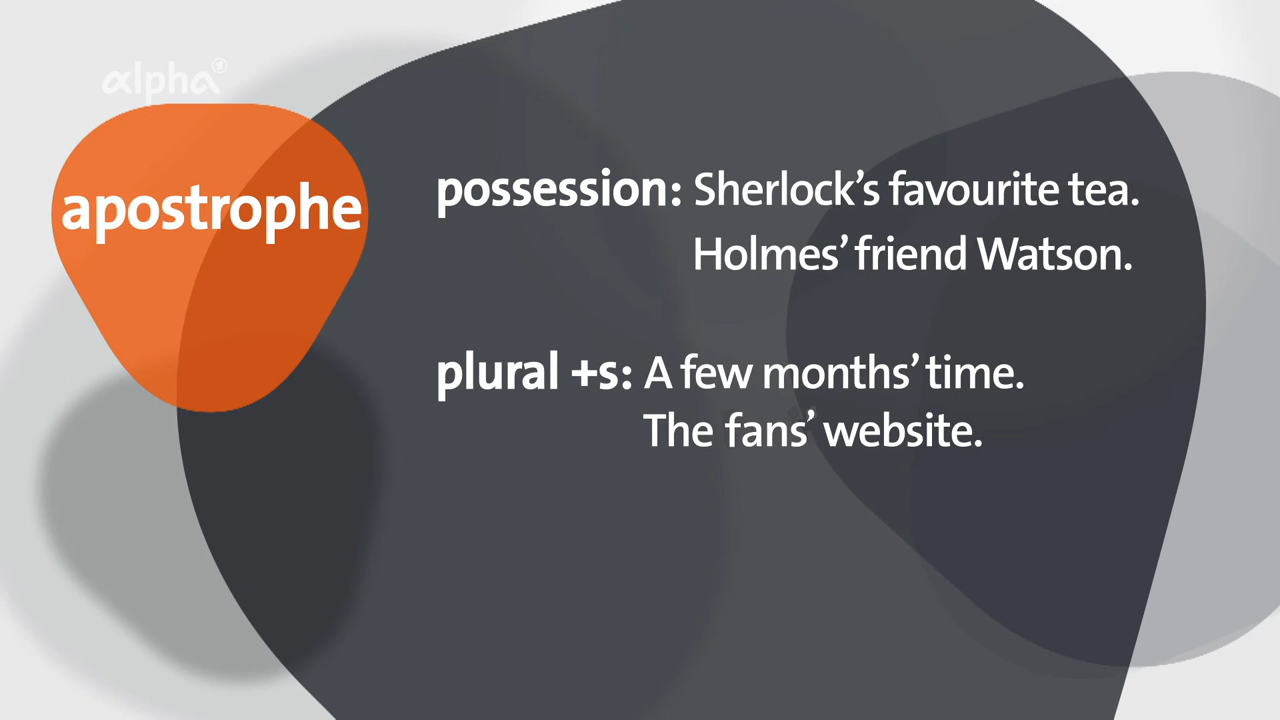 alpha
apostrophe
possession: Sherlock’s favourite tea.
Holmes’ friend Watson.
plural +s: A few months’ time.
The fans’ website.